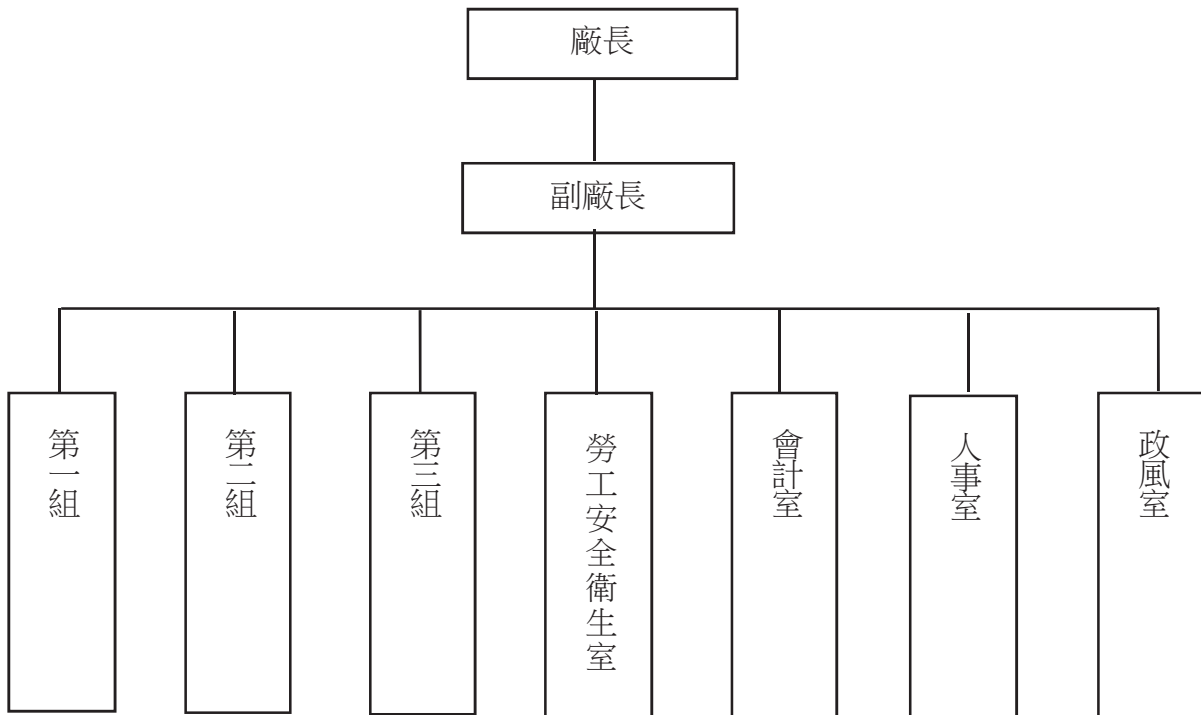 廠長
副廠長
第一組
第二組
第三組
勞工安全衛生室
會計室
人事室
政風室